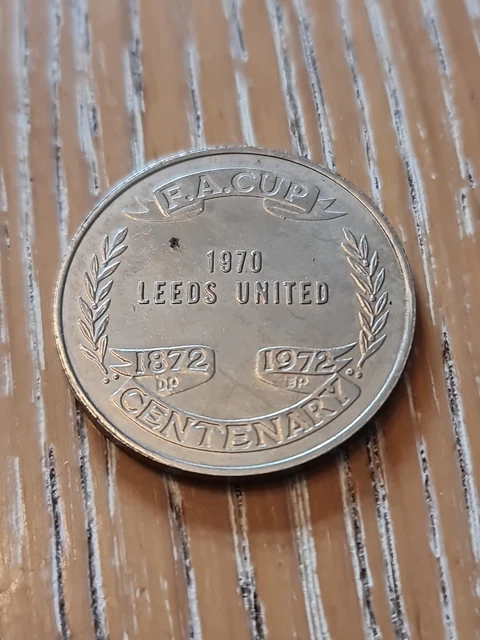 F.A.CUP
1970
LEEDS UNITED
1872 1972
CENTENARY